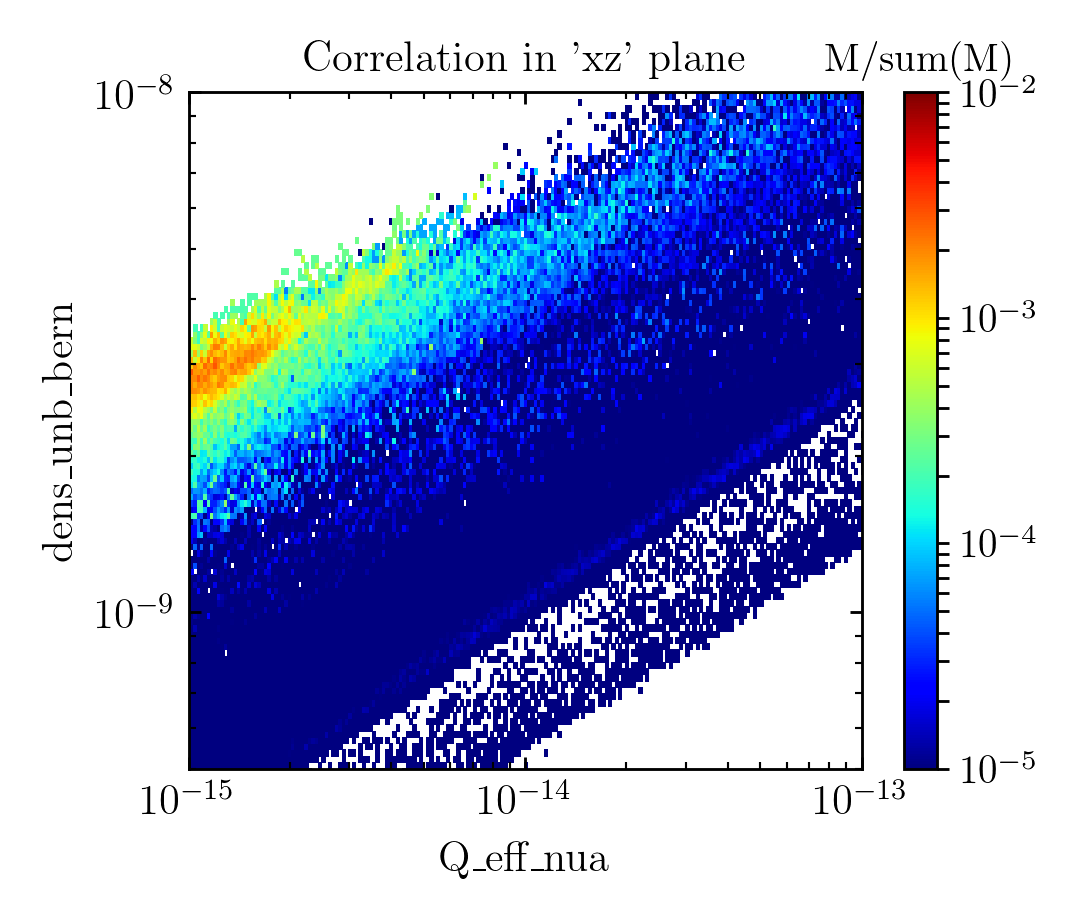 Correlation in 'xz' plane
M/sum(M)
10⁻⁸
10⁻⁹
dens_unb_bern
10⁻¹⁵
10⁻¹⁴
10⁻¹³
Q_eff_nua
10⁻²
10⁻³
10⁻⁴
10⁻⁵